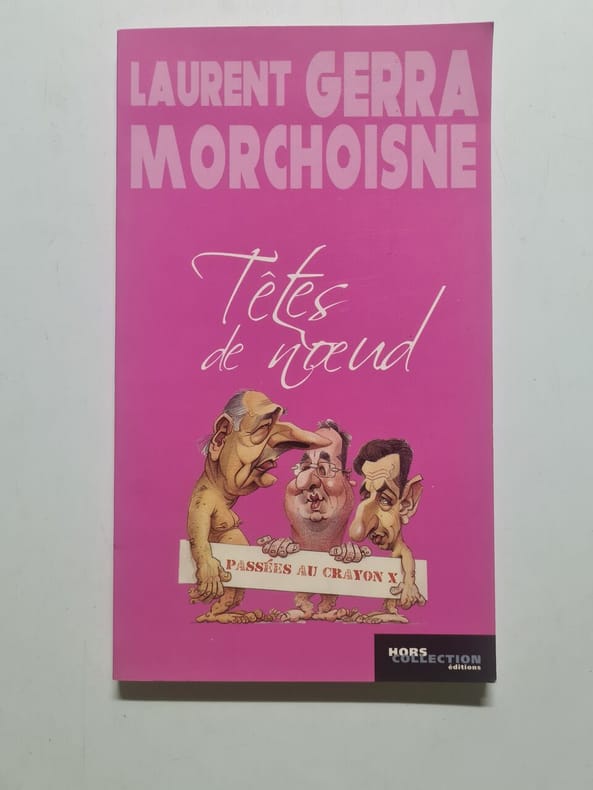 LAURENT GERRA
MORCHOISNE
Têtes
de nœud
PASSÉES AU CRAYON X
HORS
COLLECTION
éditions